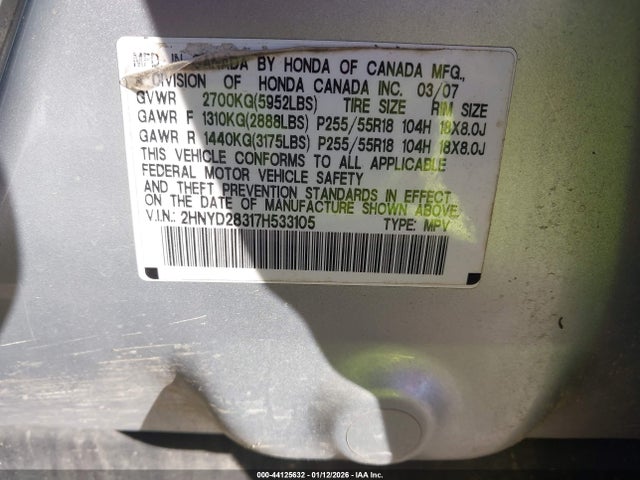 MFD. IN CANADA BY HONDA OF CANADA MFG.,
A DIVISION OF HONDA CANADA INC. 03/07
GVWR 2700KG(5952LBS) TIRE SIZE RIM SIZE
GAWR F 1310KG(2888LBS) P255/55R18 104H 18X8.0J
GAWR R 1440KG(3175LBS) P255/55R18 104H 18X8.0J
THIS VEHICLE CONFORMS TO ALL APPLICABLE
FEDERAL MOTOR VEHICLE SAFETY
AND THEFT PREVENTION STANDARDS IN EFFECT
ON THE DATE OF MANUFACTURE SHOWN ABOVE.
V.I.N.: 2HNYD28317H533105 TYPE: MPV
000-44125632 - 01/12/2026 - IAA Inc.